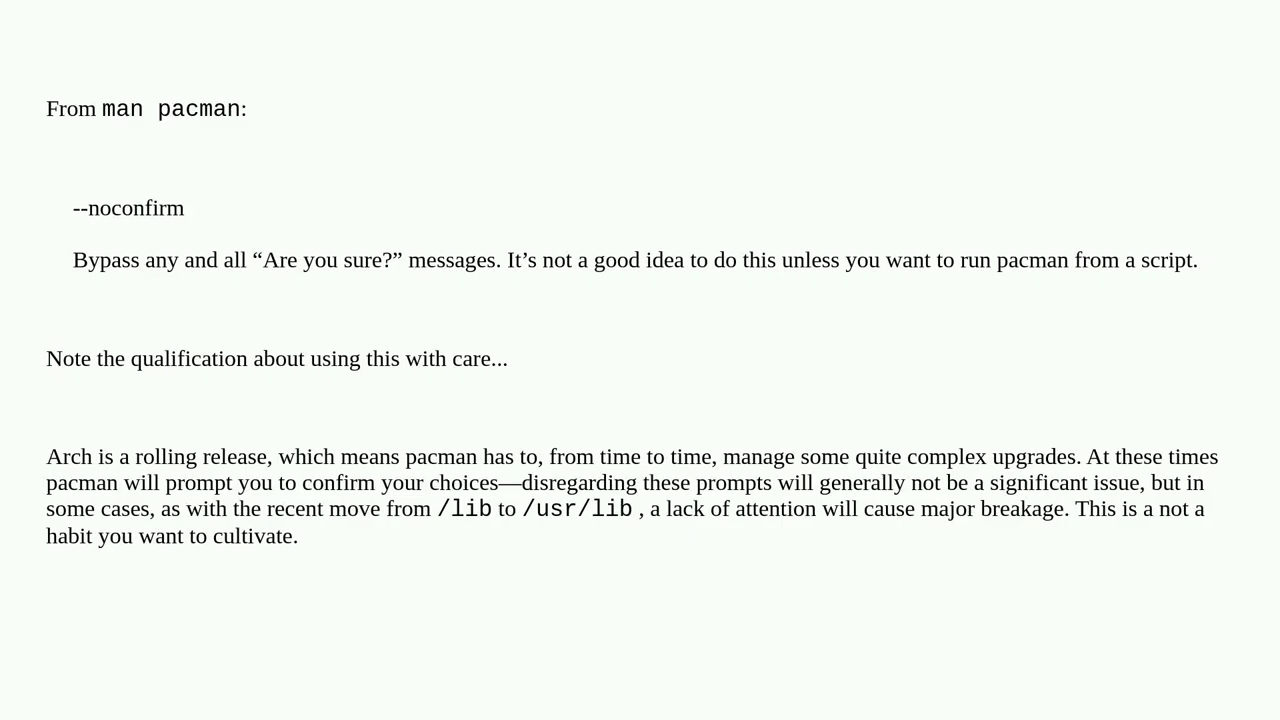 From man pacman:
--noconfirm
Bypass any and all “Are you sure?” messages. It’s not a good idea to do this unless you want to run pacman from a script.
Note the qualification about using this with care...
Arch is a rolling release, which means pacman has to, from time to time, manage some quite complex upgrades. At these times
pacman will prompt you to confirm your choices—disregarding these prompts will generally not be a significant issue, but in
some cases, as with the recent move from /lib to /usr/lib , a lack of attention will cause major breakage. This is a not a
habit you want to cultivate.